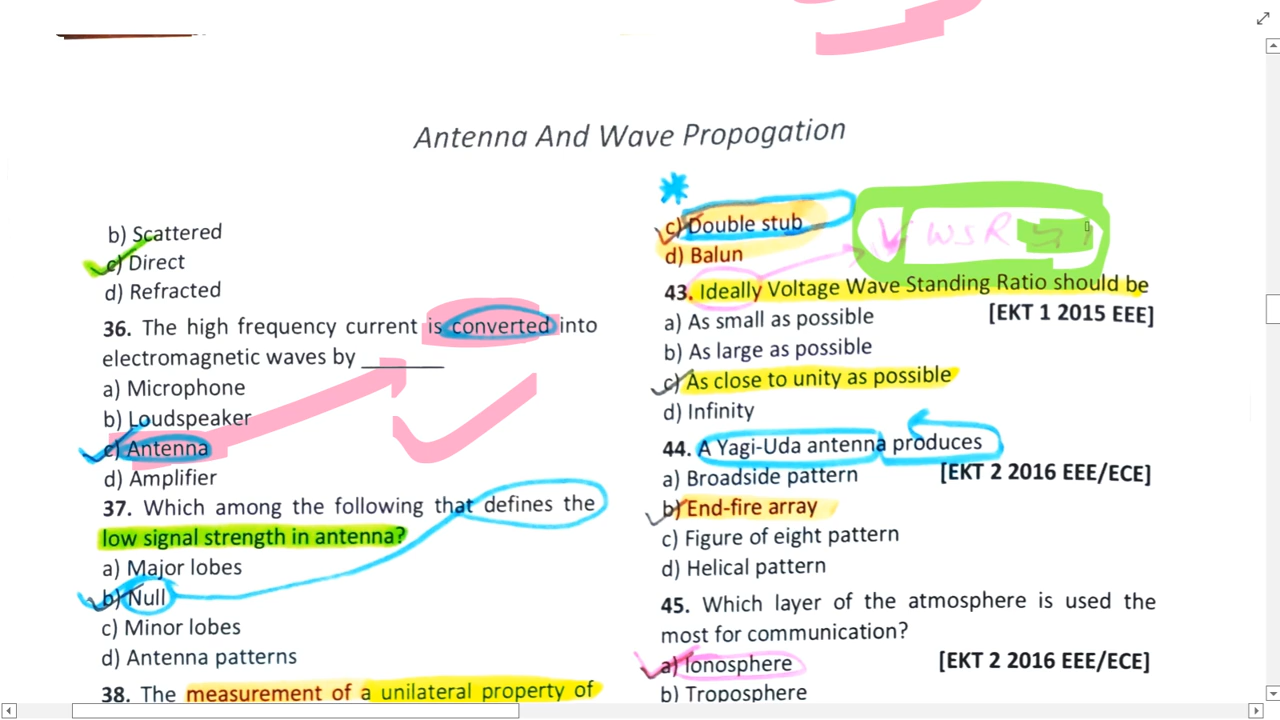 Antenna And Wave Propogation
b) Scattered
c) Direct
d) Refracted
36. The high frequency current is converted into
electromagnetic waves by ________
a) Microphone
b) Loudspeaker
c) Antenna
d) Amplifier
37. Which among the following that defines the
low signal strength in antenna?
a) Major lobes
b) Null
c) Minor lobes
d) Antenna patterns
38. The measurement of a unilateral property of
c) Double stub
d) Balun
VWSR
43. Ideally Voltage Wave Standing Ratio should be
a) As small as possible [EKT 1 2015 EEE]
b) As large as possible
c) As close to unity as possible
d) Infinity
44. A Yagi-Uda antenna produces
a) Broadside pattern [EKT 2 2016 EEE/ECE]
b) End-fire array
c) Figure of eight pattern
d) Helical pattern
45. Which layer of the atmosphere is used the
most for communication?
a) Ionosphere [EKT 2 2016 EEE/ECE]
b) Troposphere